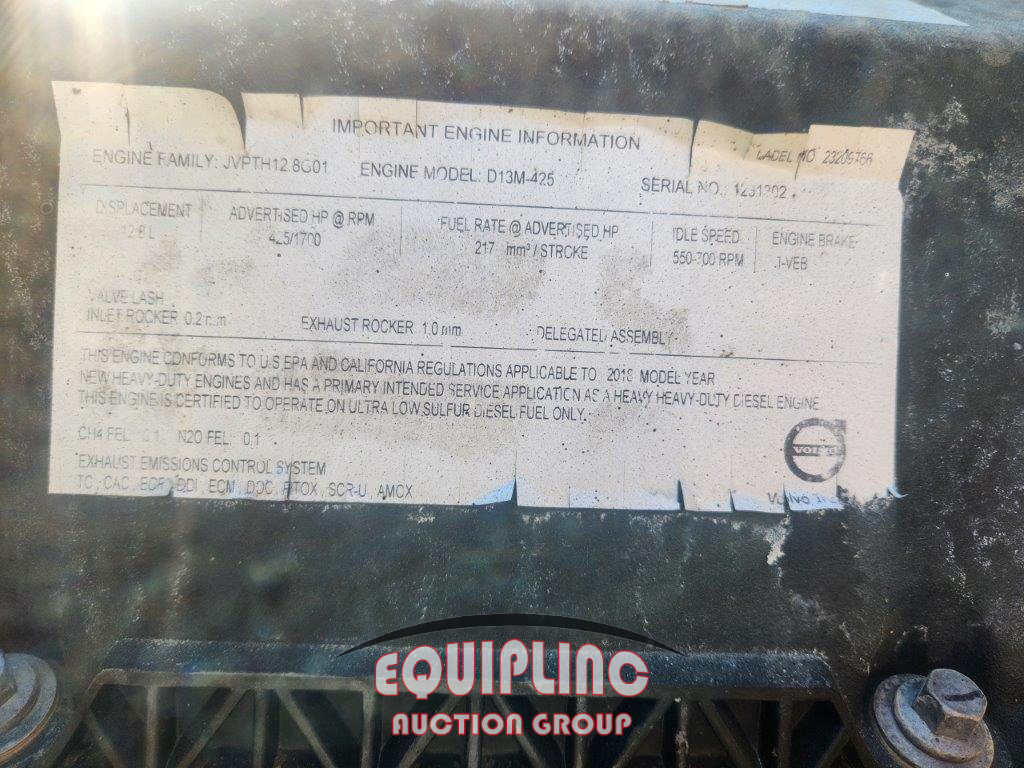 IMPORTANT ENGINE INFORMATION
LABEL NO 23209766
ENGINE FAMILY: JVPTH12.8G01 ENGINE MODEL: D13M-425 SERIAL NO.:
DISPLACEMENT ADVERTISED HP @ RPM FUEL RATE @ ADVERTISED HP IDLE SPEED ENGINE BRAKE
12.8 L 425/1700 217 mm³ / STROKE 550-700 RPM I-VEB
VALVE LASH
INLET ROCKER 0.2 mm EXHAUST ROCKER 1.0 mm DELEGATED ASSEMBLY
THIS ENGINE CONFORMS TO U.S EPA AND CALIFORNIA REGULATIONS APPLICABLE TO 2018 MODEL YEAR
NEW HEAVY-DUTY ENGINES AND HAS A PRIMARY INTENDED SERVICE APPLICATION AS A HEAVY HEAVY-DUTY DIESEL ENGINE
THIS ENGINE IS CERTIFIED TO OPERATE ON ULTRA LOW SULFUR DIESEL FUEL ONLY.
CH4 FEL: 0.1 N20 FEL: 0.1
EXHAUST EMISSIONS CONTROL SYSTEM
TC, CAC, EGR, DDI, ECM, DOC, PTOX, SCR-U, AMOX
VOLVO
EQUIPLINC
AUCTION GROUP